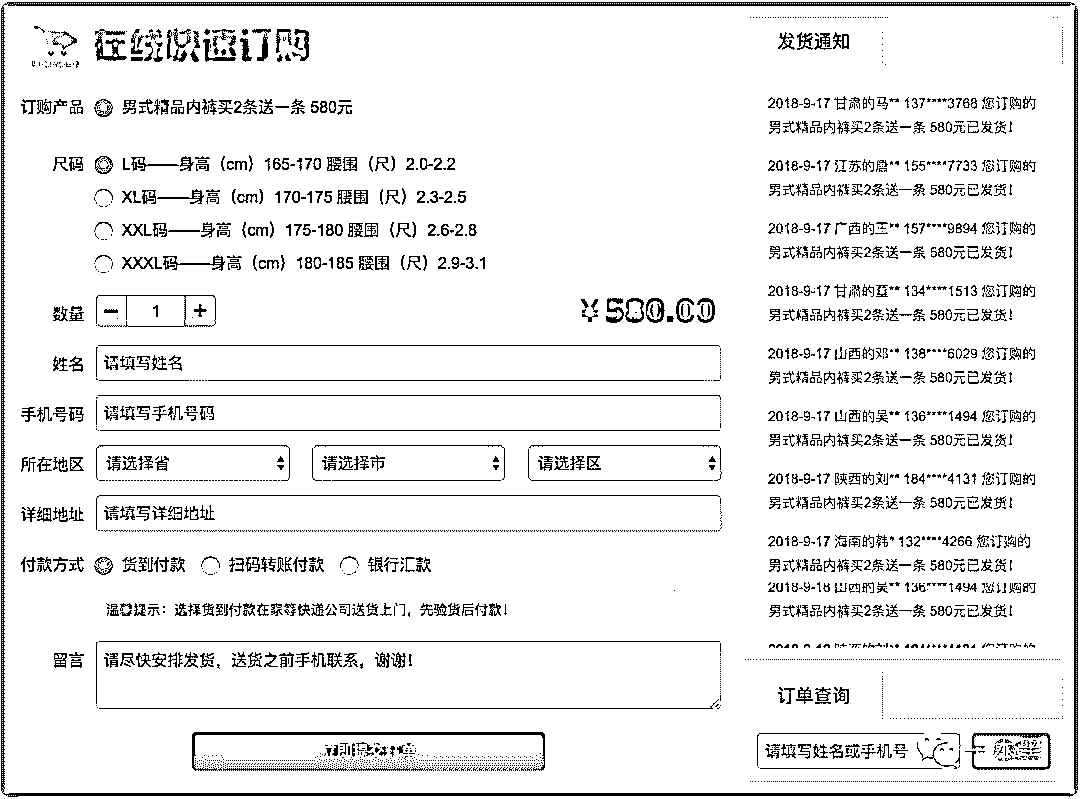 在线快速订购
订购产品 男式精品内裤买2条送一条 580元
尺码 L码——身高（cm）165-170 腰围（尺）2.0-2.2
XL码——身高（cm）170-175 腰围（尺）2.3-2.5
XXL码——身高（cm）175-180 腰围（尺）2.6-2.8
XXXL码——身高（cm）180-185 腰围（尺）2.9-3.1
数量 − 1 + ¥580.00
姓名 请填写姓名
手机号码 请填写手机号码
所在地区 请选择省 请选择市 请选择区
详细地址 请填写详细地址
付款方式 货到付款 扫码转账付款 银行汇款
温馨提示：选择货到付款在获得快递公司送货上门，先验货后付款！
留言 请尽快安排发货，送货之前手机联系，谢谢！
立即提交订单
发货通知
2018-9-17 甘肃的马** 137****3768 您订购的
男式精品内裤买2条送一条 580元已发货！
2018-9-17 江苏的唐** 155****7733 您订购的
男式精品内裤买2条送一条 580元已发货！
2018-9-17 广西的王** 157****9894 您订购的
男式精品内裤买2条送一条 580元已发货！
2018-9-17 甘肃的** 134****1513 您订购的
男式精品内裤买2条送一条 580元已发货！
2018-9-17 山西的邓** 138****6029 您订购的
男式精品内裤买2条送一条 580元已发货！
2018-9-17 山西的吴** 136****1494 您订购的
男式精品内裤买2条送一条 580元已发货！
2018-9-17 陕西的刘** 184****4131 您订购的
男式精品内裤买2条送一条 580元已发货！
2018-9-17 海南的韩* 132****4266 您订购的
男式精品内裤买2条送一条 580元已发货！
2018-9-18 山西的吴** 136****1494 您订购的
男式精品内裤买2条送一条 580元已发货！
订单查询
请填写姓名或手机号